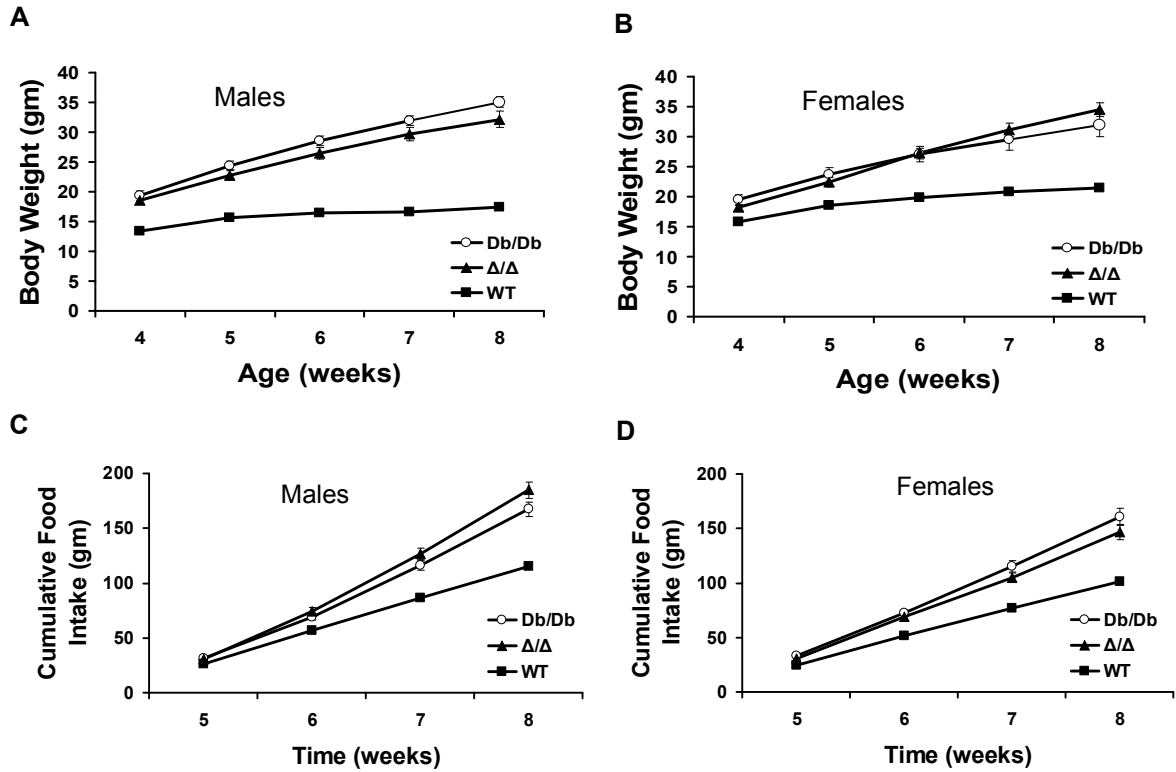 A
Males
Body Weight (gm)
40
35
30
25
20
15
10
5
0
4 5 6 7 8
Age (weeks)
Db/Db
Δ/Δ
WT
B
Females
Body Weight (gm)
40
35
30
25
20
15
10
5
0
4 5 6 7 8
Age (weeks)
Db/Db
Δ/Δ
WT
C
Males
Cumulative Food
Intake (gm)
200
150
100
50
0
5 6 7 8
Time (weeks)
Db/Db
Δ/Δ
WT
D
Females
Cumulative Food
Intake (gm)
200
150
100
50
0
5 6 7 8
Time (weeks)
Db/Db
Δ/Δ
WT